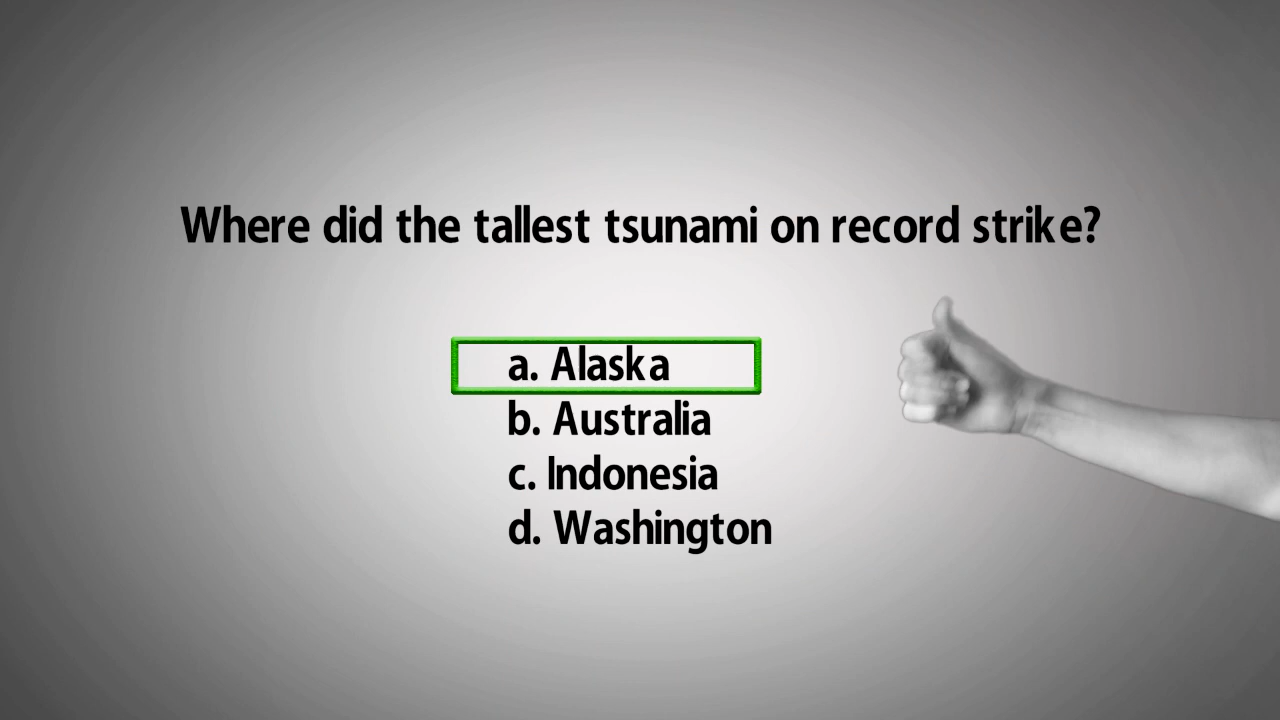 Where did the tallest tsunami on record strike?
a. Alaska
b. Australia
c. Indonesia
d. Washington